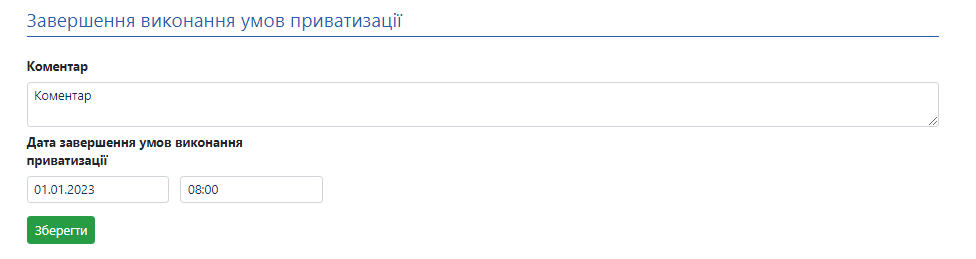 Завершення виконання умов приватизації
Коментар
Коментар
Дата завершення умов виконання
приватизації
01.01.2023 08:00
Зберегти